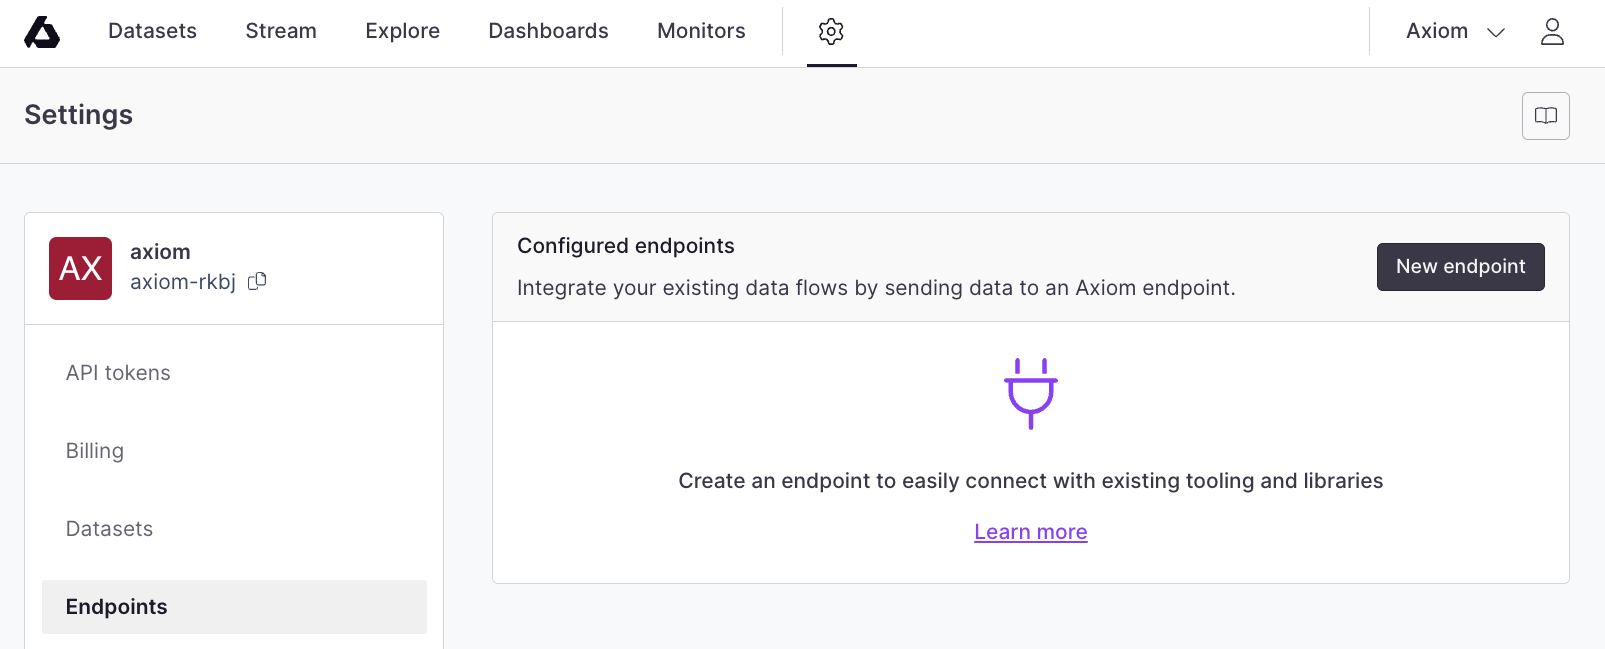 Datasets Stream Explore Dashboards Monitors Axiom
Settings
AX
axiom
axiom-rkbj
API tokens
Billing
Datasets
Endpoints
Configured endpoints
Integrate your existing data flows by sending data to an Axiom endpoint.
New endpoint
Create an endpoint to easily connect with existing tooling and libraries
Learn more